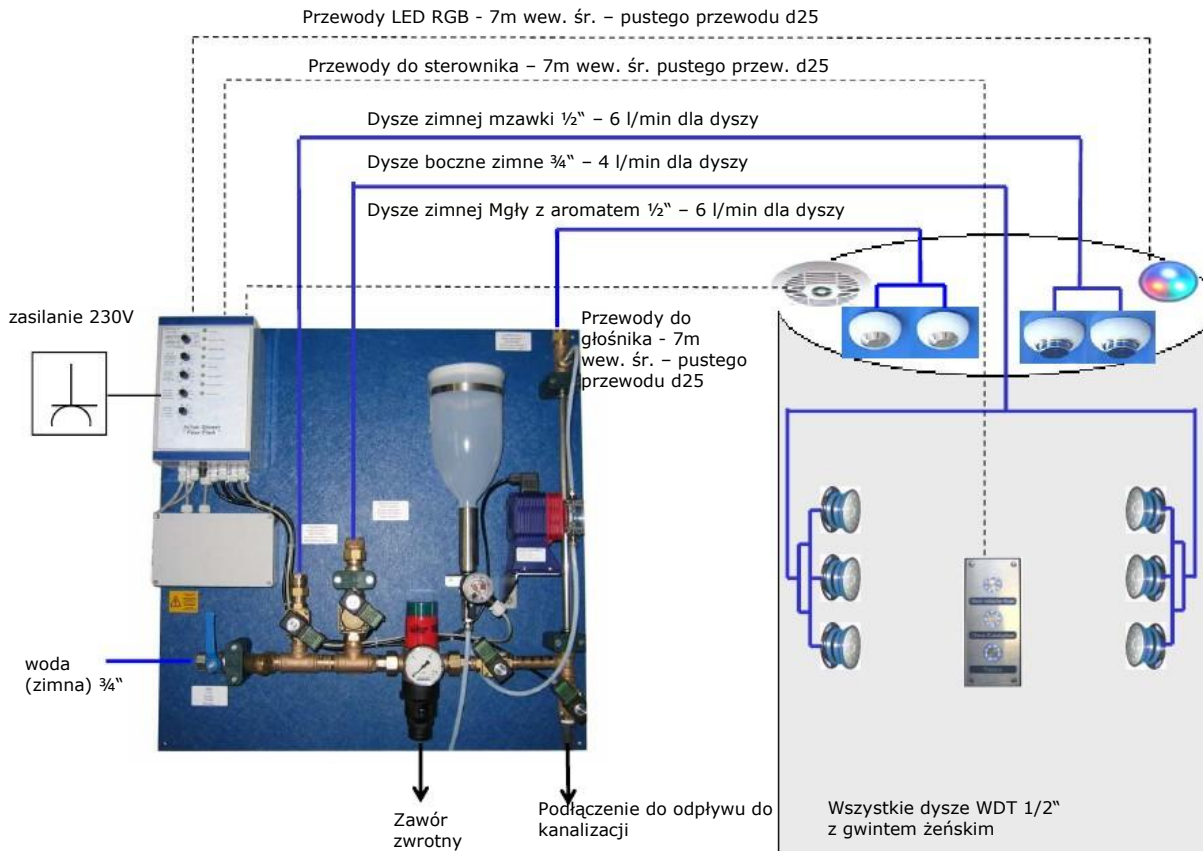 Przewody LED RGB - 7m wew. śr. – pustego przewodu d25
Przewody do sterownika – 7m wew. śr. pustego przew. d25
Dysze zimnej mzawki ½“ – 6 l/min dla dyszy
Dysze boczne zimne ¾“ – 4 l/min dla dyszy
Dysze zimnej Mgły z aromatem ½“ – 6 l/min dla dyszy
zasilanie 230V
Przewody do
głośnika - 7m
wew. śr. – pustego
przewodu d25
woda
(zimna) ¾“
Zawór
zwrotny
Podłączenie do odpływu do
kanalizacji
Wszystkie dysze WDT 1/2“
z gwintem żeńskim